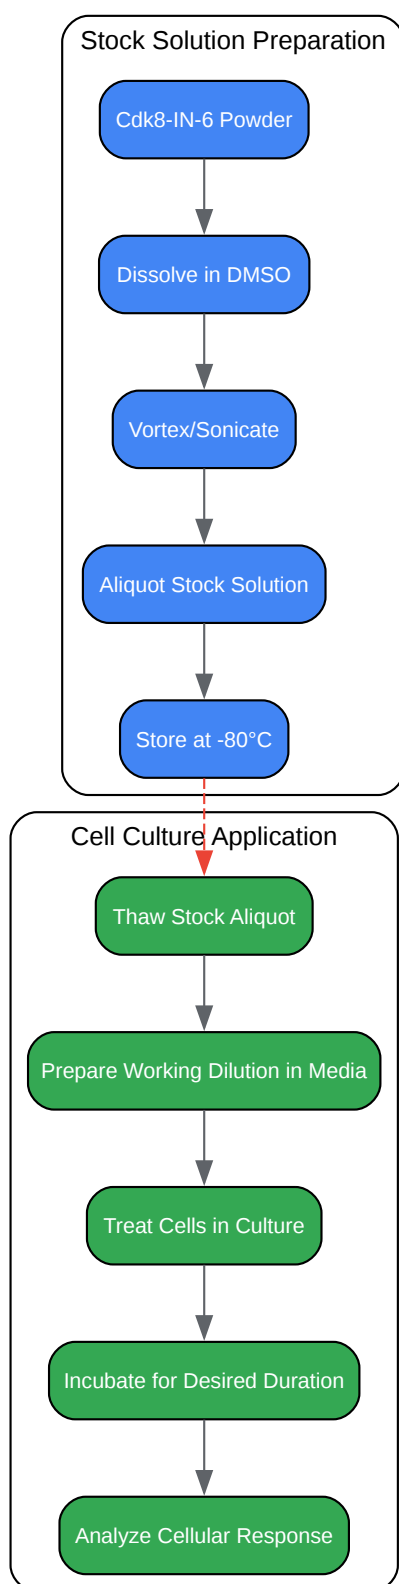 Stock Solution Preparation
Cdk8-IN-6 Powder
Dissolve in DMSO
Vortex/Sonicate
Aliquot Stock Solution
Store at -80°C
Cell Culture Application
Thaw Stock Aliquot
Prepare Working Dilution in Media
Treat Cells in Culture
Incubate for Desired Duration
Analyze Cellular Response